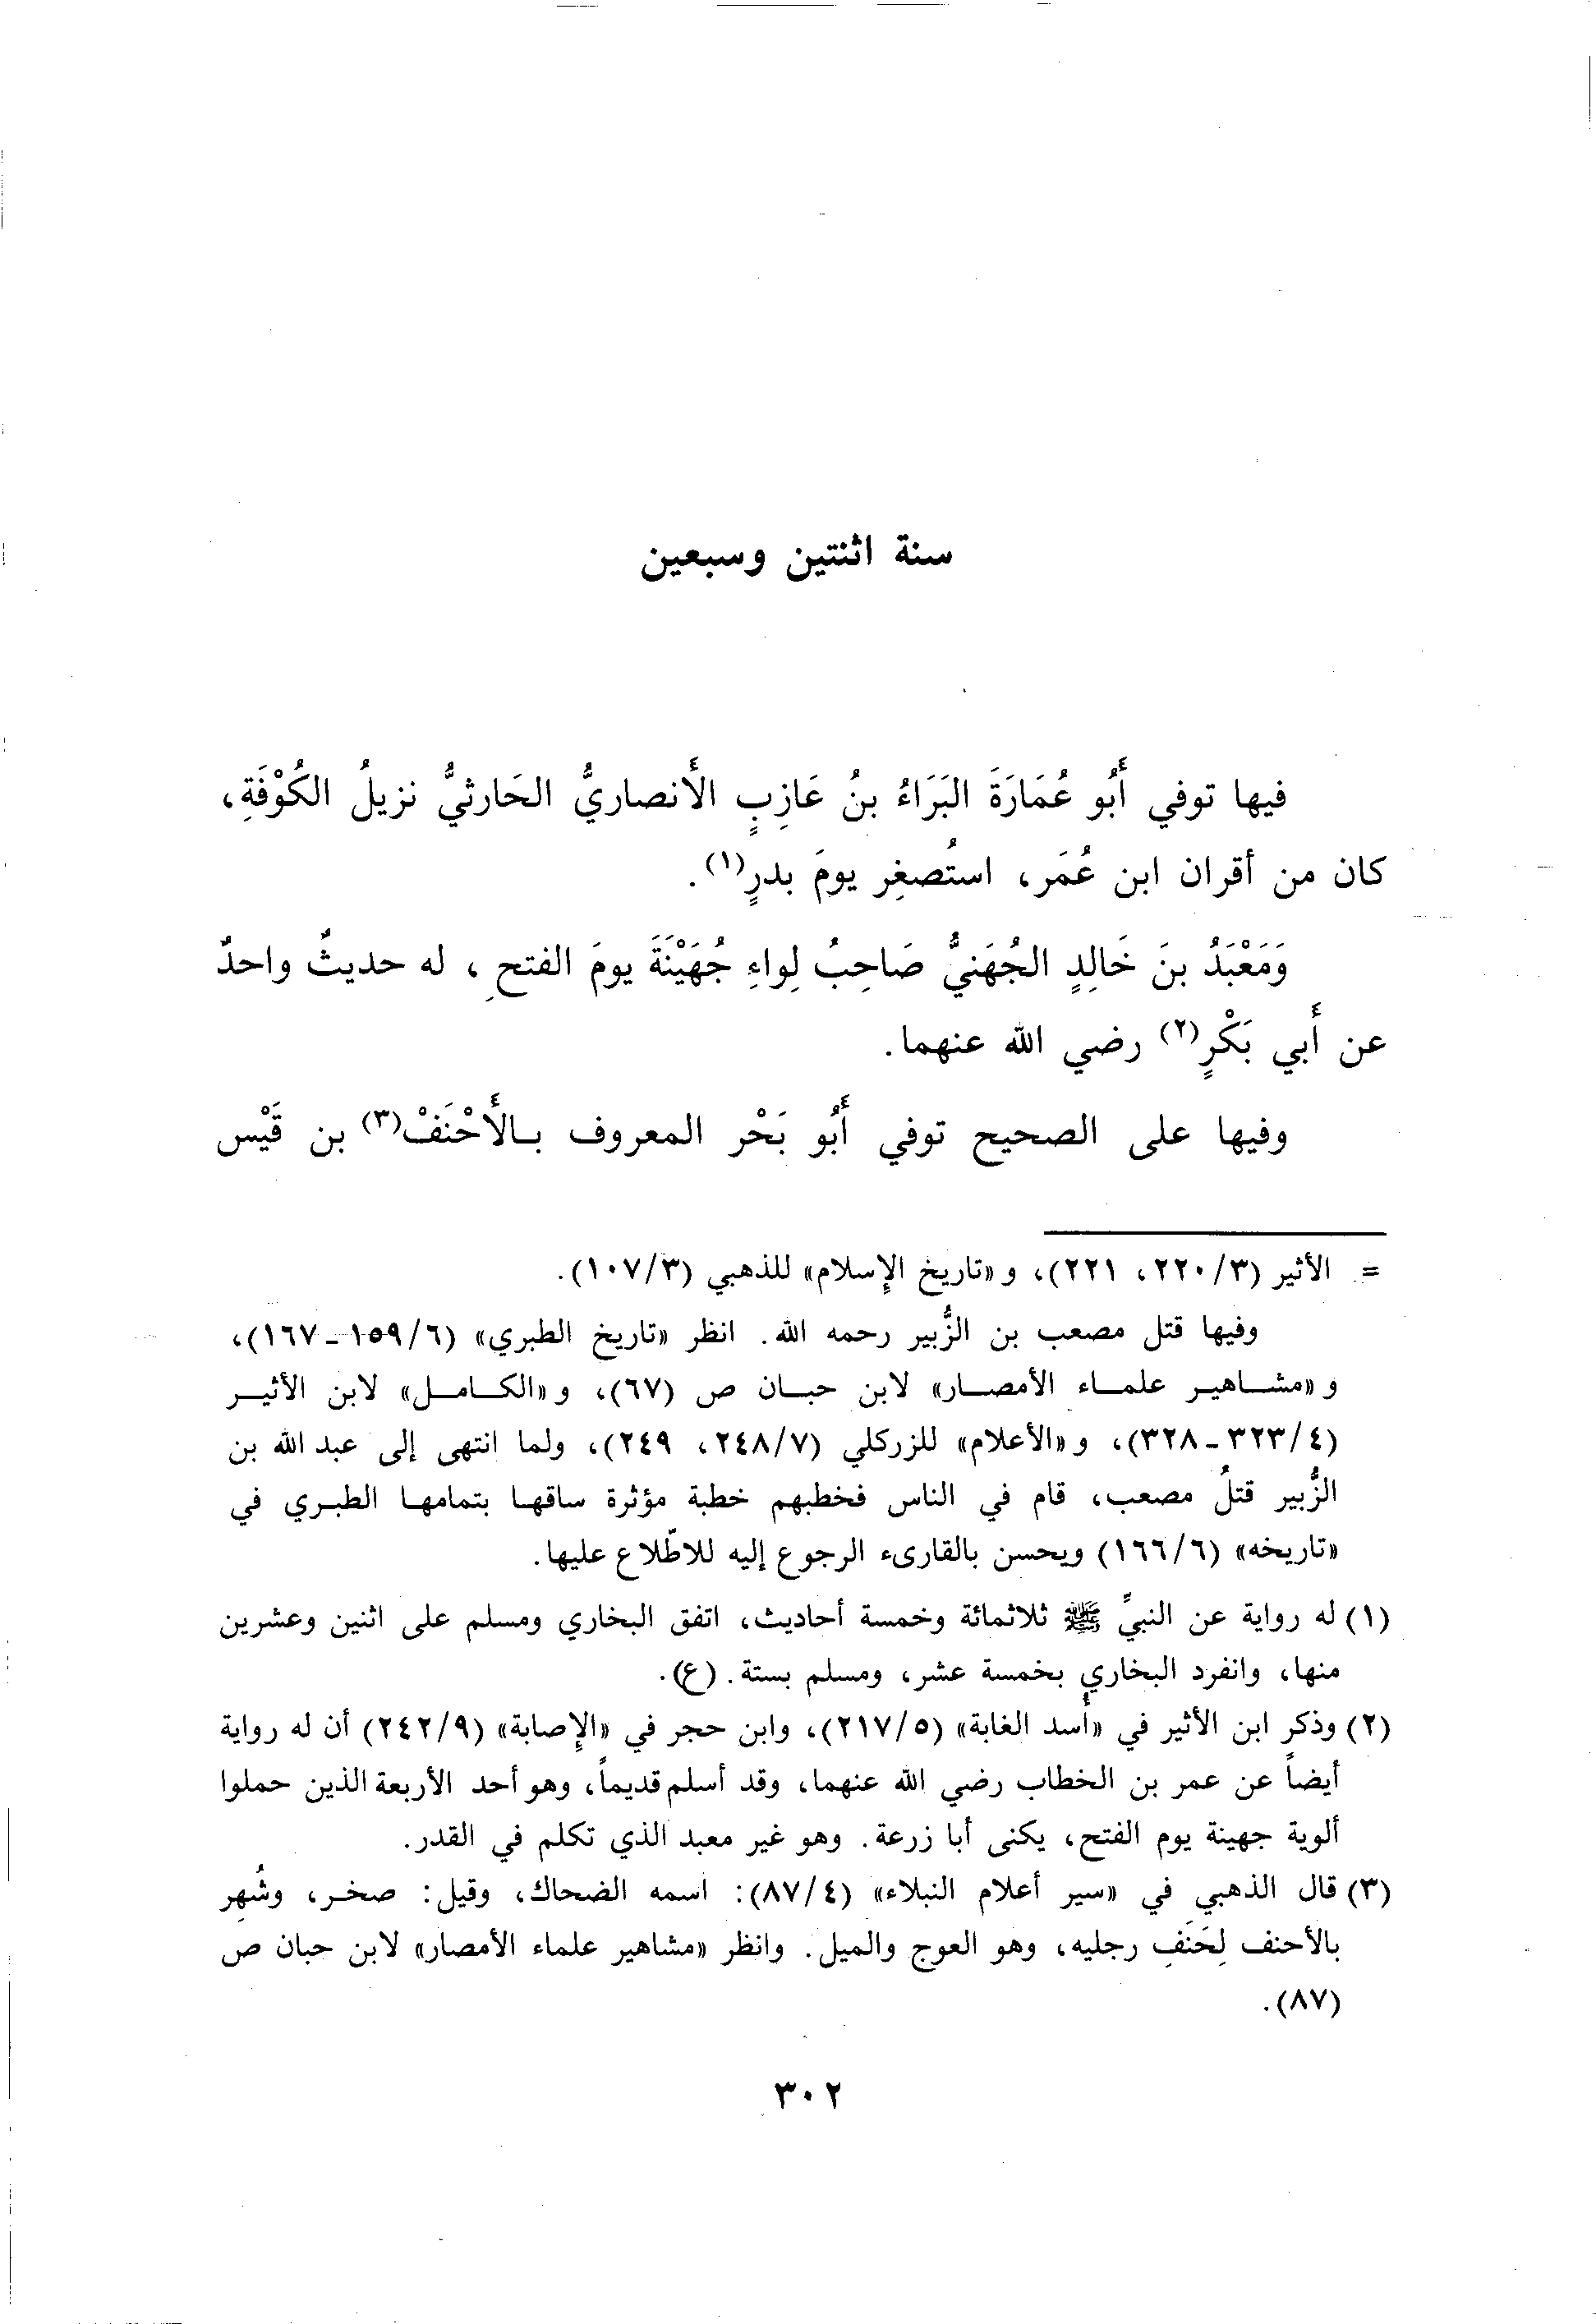 سنة اثنتين وسبعين
فيها توفي أَبُو عُمَارَةَ البَرَاءُ بنُ عَازِبٍ الأَنصاريُّ الحَارثيُّ نزيلُ الكُوْفَةِ،
كان من أقران ابن عُمَر، استُصغِر يومَ بدرٍ(١).
وَمَعْبَدُ بنَ خَالِدٍ الجُهَنيُّ صَاحِبُ لِواءِ جُهَيْنَةَ يومَ الفتحِ، له حديثٌ واحدٌ
عن أَبي بَكْرٍ(٢) رضي الله عنهما.
وفيها على الصحيح توفي أَبُو بَحْر المعروف بـالأَحْنَفْ(٣) بن قَيْس
= الأثير (٣/ ٢٢٠، ٢٢١)، و«تاريخ الإسلام» للذهبي (٣/ ١٠٧).
وفيها قتل مصعب بن الزُّبير رحمه الله. انظر «تاريخ الطبري» (٦/ ١٥٩ - ١٦٧)،
و«مشاهير علماء الأمصار» لابن حبان ص (٦٧)، و«الكامل» لابن الأثير
(٤/ ٣٢٣ - ٣٢٨)، و«الأعلام» للزركلي (٧/ ٢٤٨، ٢٤٩)، ولما انتهى إلى عبد الله بن
الزُّبير قتلُ مصعب، قام في الناس فخطبهم خطبة مؤثرة ساقها بتمامها الطبري في
«تاريخه» (٦/ ١٦٦) ويحسن بالقارىء الرجوع إليه للاطّلاع عليها.
(١) له رواية عن النبيِّ ﷺ ثلاثمائة وخمسة أحاديث، اتفق البخاري ومسلم على اثنين وعشرين
منها، وانفرد البخاري بخمسة عشر، ومسلم بستة. (ع).
(٢) وذكر ابن الأثير في «أُسد الغابة» (٥/ ٢١٧)، وابن حجر في «الإصابة» (٩/ ٢٤٢) أن له رواية
أيضاً عن عمر بن الخطاب رضي الله عنهما، وقد أسلم قديماً، وهو أحد الأربعة الذين حملوا
ألوية جهينة يوم الفتح، يكنى أبا زرعة. وهو غير معبد الذي تكلم في القدر.
(٣) قال الذهبي في «سير أعلام النبلاء» (٤/ ٨٧): اسمه الضحاك، وقيل: صخر، وشُهِر
بالأحنف لِحَنَفِ رجليه، وهو العوج والميل. وانظر «مشاهير علماء الأمصار» لابن حبان ص
(٨٧).
٣٠٢